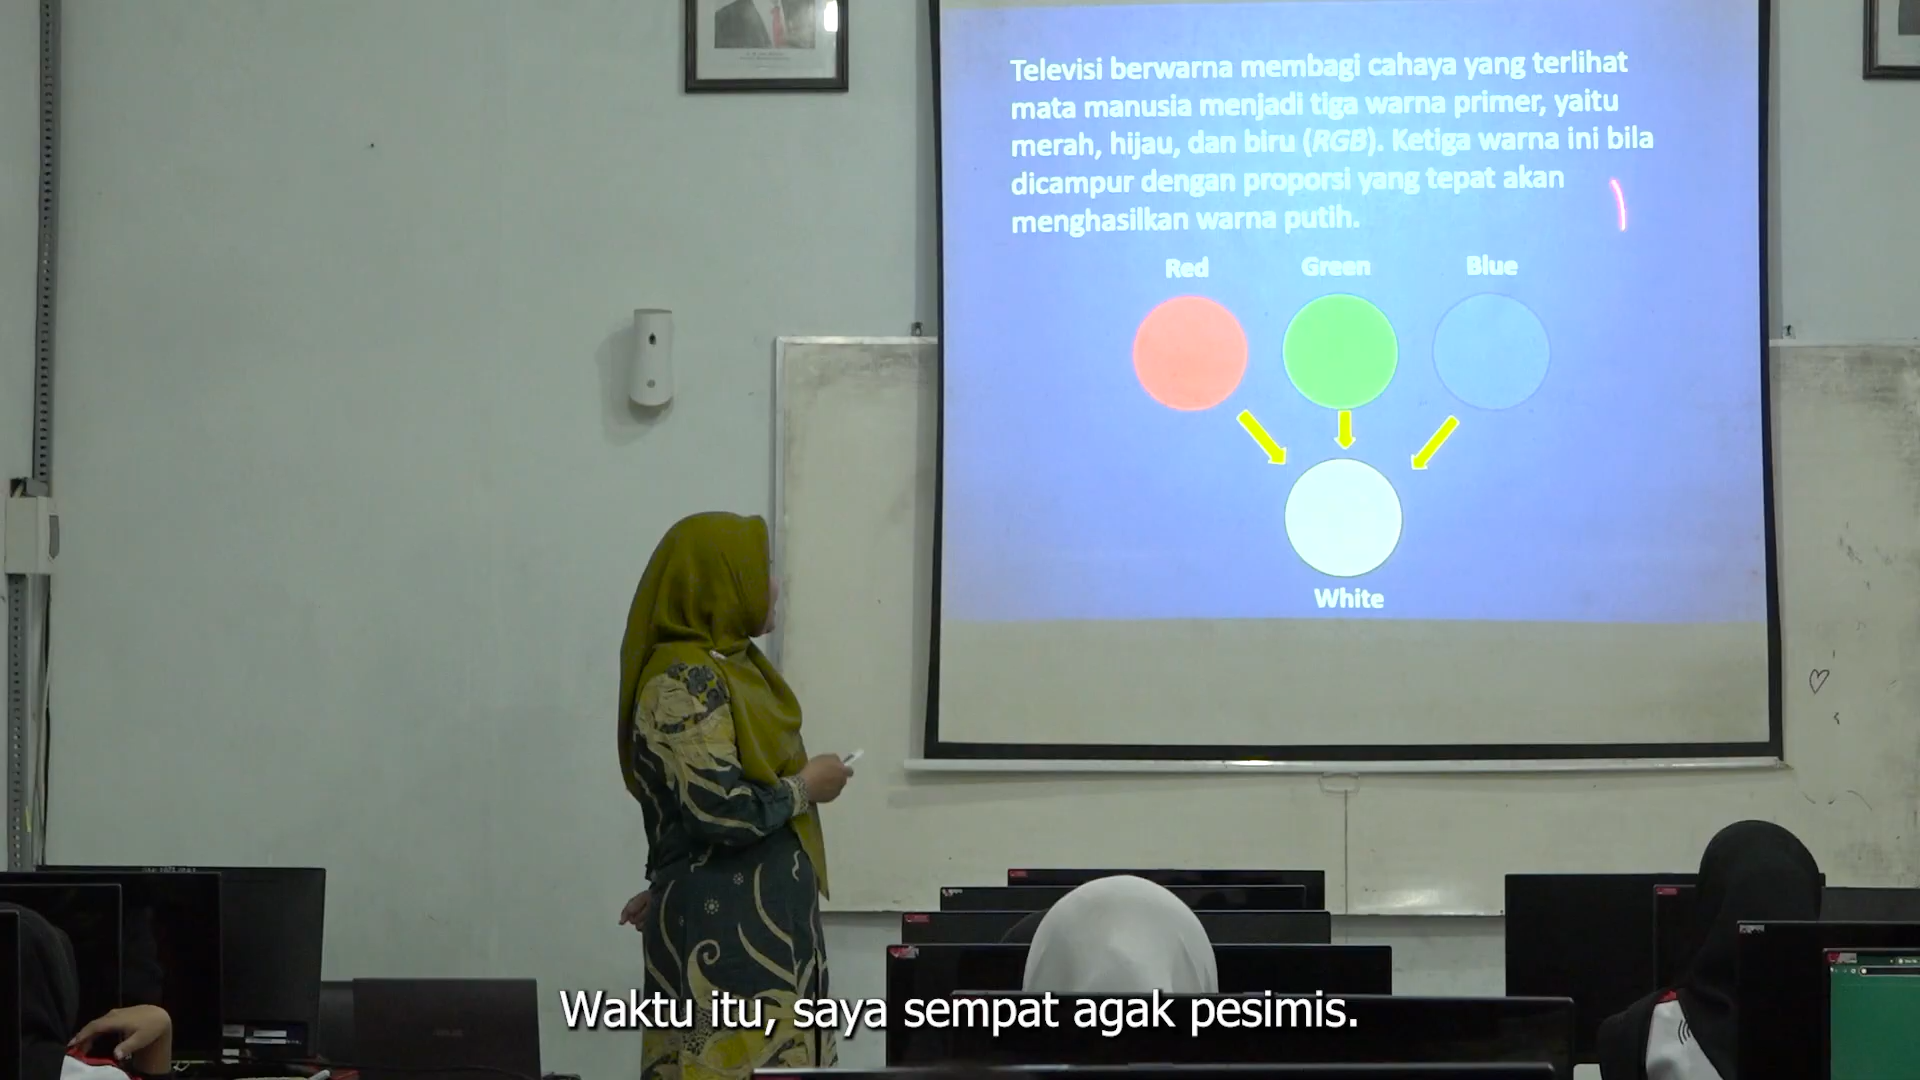 Televisi berwarna membagi cahaya yang terlihat
mata manusia menjadi tiga warna primer, yaitu
merah, hijau, dan biru (RGB). Ketiga warna ini bila
dicampur dengan proporsi yang tepat akan
menghasilkan warna putih.
Red Green Blue
White
Waktu itu, saya sempat agak pesimis.